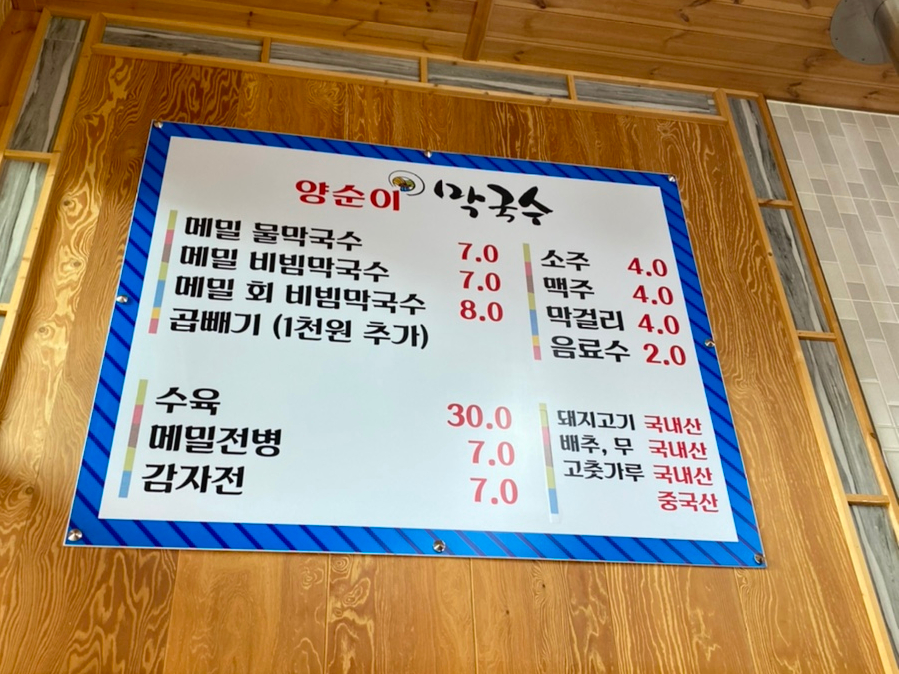 양순이 막국수
메밀 물막국수 7.0
메밀 비빔막국수 7.0
메밀 회 비빔막국수 8.0
곱빼기 (1천원 추가)
수육 30.0
메밀전병 7.0
감자전 7.0
소주 4.0
맥주 4.0
막걸리 4.0
음료수 2.0
돼지고기 국내산
배추, 무 국내산
고춧가루 국내산
중국산